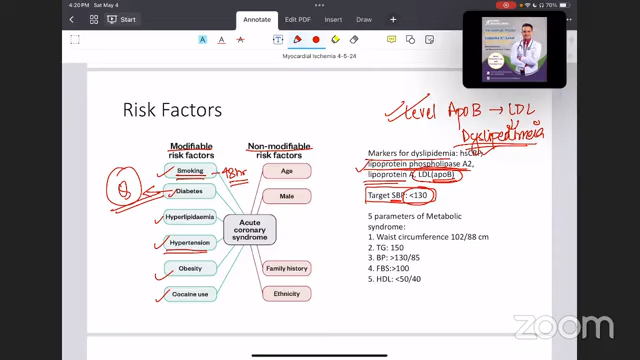 4:20 PM Sat May 4
70%
Annotate
Edit PDF
Insert
Draw
Myocardial Ischemia 4-5-24
Risk Factors
Level ApoB → LDL
Dyslipedimeia
Modifiable
risk factors
Non-modifiable
risk factors
Smoking
48hr
Diabetes
Hyperlipidaemia
Hypertension
Obesity
Cocaine use
Acute
coronary
syndrome
Age
Male
Family history
Ethnicity
Markers for dyslipedemia: hsCRP,
lipoprotein phospolipase A2,
lipoprotein A, LDL(apoB)
Target SBP: <130
5 parameters of Metabolic
syndrome:
1. Waist circumference 102/88 cm
2. TG: 150
3. BP: >130/85
4. FBS:>100
5. HDL: <50/40
zoom